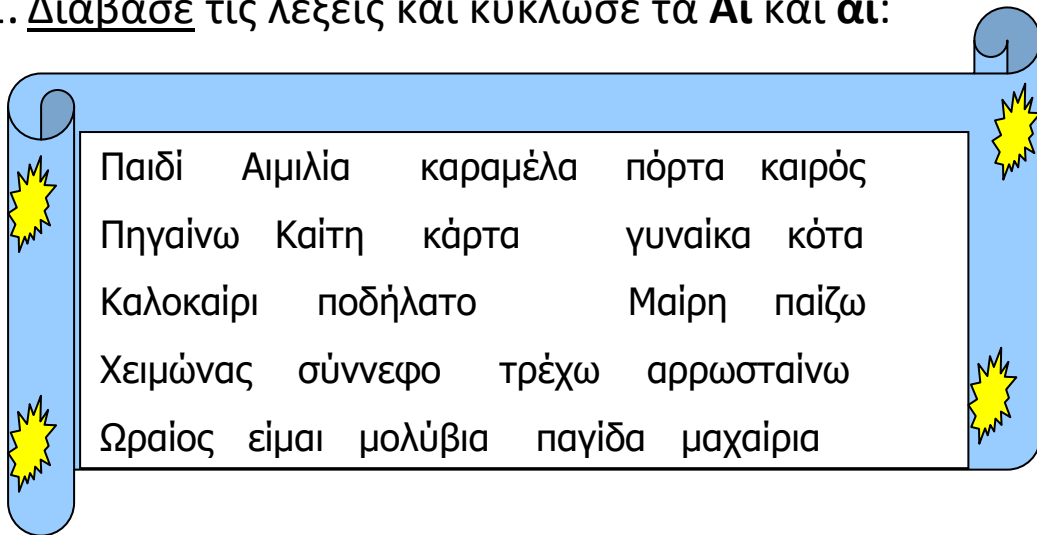 1. Διάβασε τις λέξεις και κύκλωσε τα Αι και αι:
Παιδί Αιμιλία καραμέλα πόρτα καιρός
Πηγαίνω Καίτη κάρτα γυναίκα κότα
Καλοκαίρι ποδήλατο Μαίρη παίζω
Χειμώνας σύννεφο τρέχω αρρωσταίνω
Ωραίος είμαι μολύβια παγίδα μαχαίρια